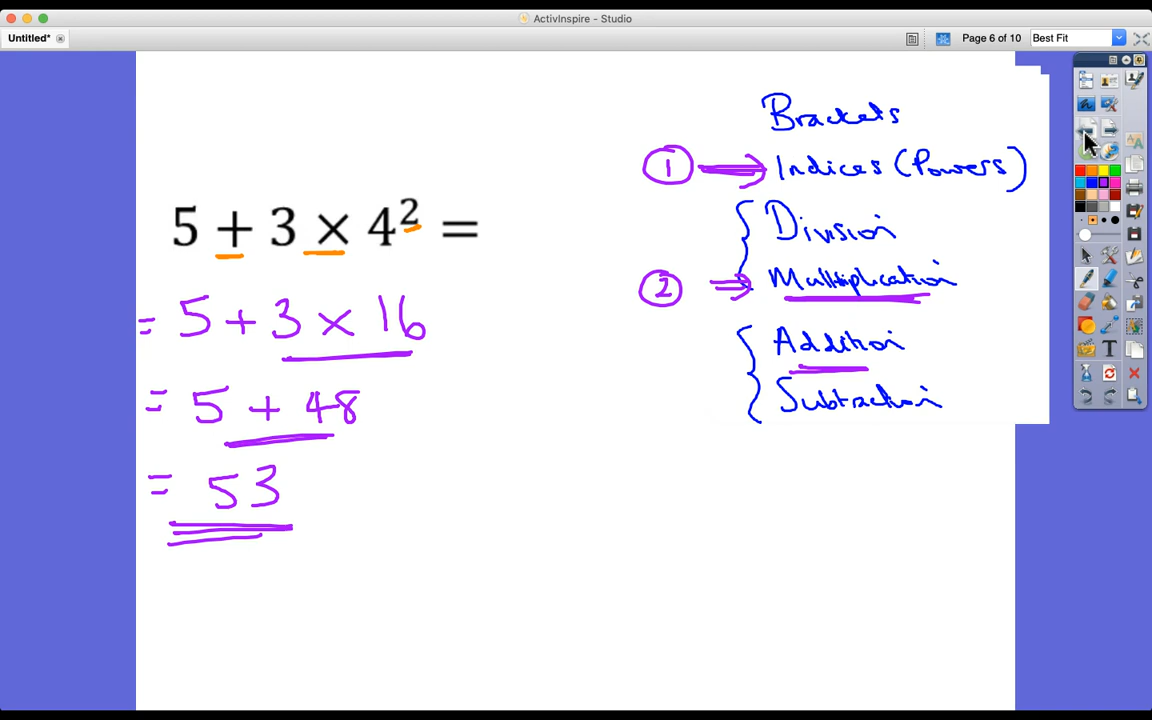 ActivInspire - Studio
Untitled*
Page 6 of 10
Best Fit
5 + 3 × 4² =
= 5 + 3 × 16
= 5 + 48
= 53
Brackets
① Indices (Powers)
Division
② Multiplication
Addition
Subtraction